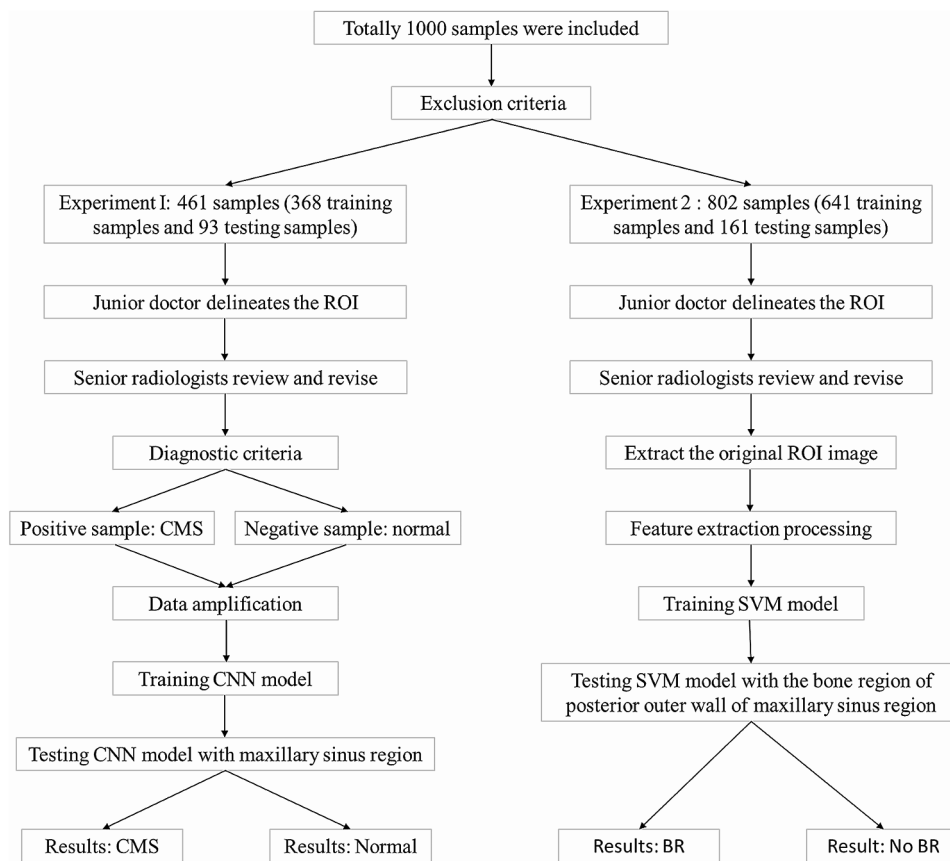 Totally 1000 samples were included
Exclusion criteria
Experiment I: 461 samples (368 training
samples and 93 testing samples)
Junior doctor delineates the ROI
Senior radiologists review and revise
Diagnostic criteria
Positive sample: CMS
Negative sample: normal
Data amplification
Training CNN model
Testing CNN model with maxillary sinus region
Results: CMS
Results: Normal
Experiment 2 : 802 samples (641 training
samples and 161 testing samples)
Junior doctor delineates the ROI
Senior radiologists review and revise
Extract the original ROI image
Feature extraction processing
Training SVM model
Testing SVM model with the bone region of
posterior outer wall of maxillary sinus region
Results: BR
Result: No BR